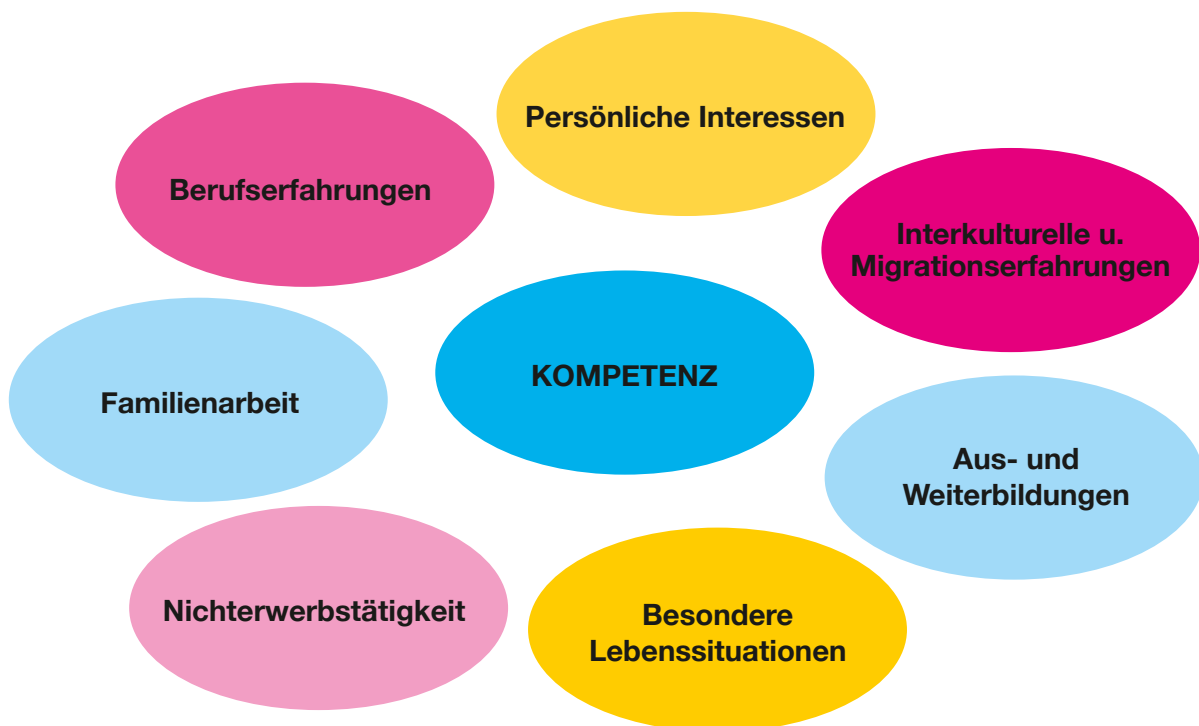 Persönliche Interessen
Berufserfahrungen
Interkulturelle u.
Migrationserfahrungen
KOMPETENZ
Familienarbeit
Aus- und
Weiterbildungen
Nichterwerbstätigkeit
Besondere
Lebenssituationen